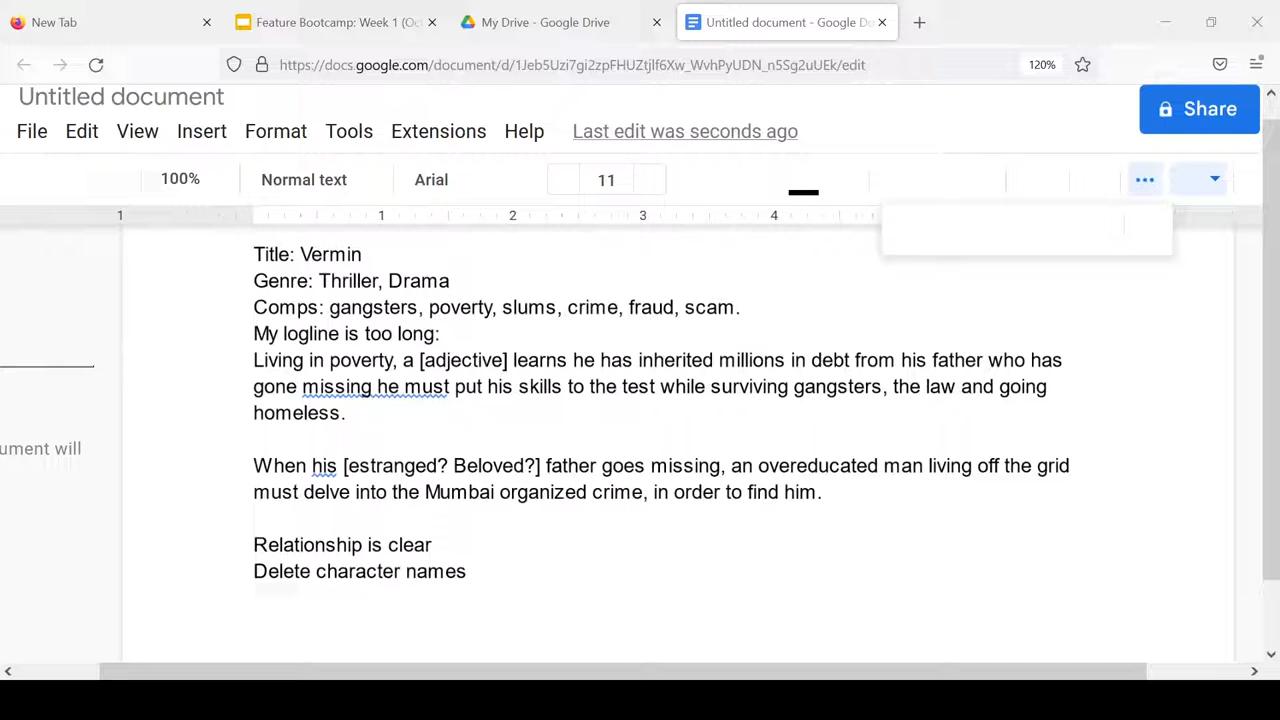 New Tab
Feature Bootcamp: Week 1 (Oc
My Drive - Google Drive
Untitled document - Google Do
https://docs.google.com/document/d/1Jeb5Uzi7gi2zpFHUZtjlf6Xw_WvhPyUDN_n5Sg2uUEk/edit
120%
Untitled document
Share
File Edit View Insert Format Tools Extensions Help Last edit was seconds ago
100% Normal text Arial 11
1 1 2 3 4
Title: Vermin
Genre: Thriller, Drama
Comps: gangsters, poverty, slums, crime, fraud, scam.
My logline is too long:
Living in poverty, a [adjective] learns he has inherited millions in debt from his father who has
gone missing he must put his skills to the test while surviving gangsters, the law and going
homeless.
ument will
When his [estranged? Beloved?] father goes missing, an overeducated man living off the grid
must delve into the Mumbai organized crime, in order to find him.
Relationship is clear
Delete character names